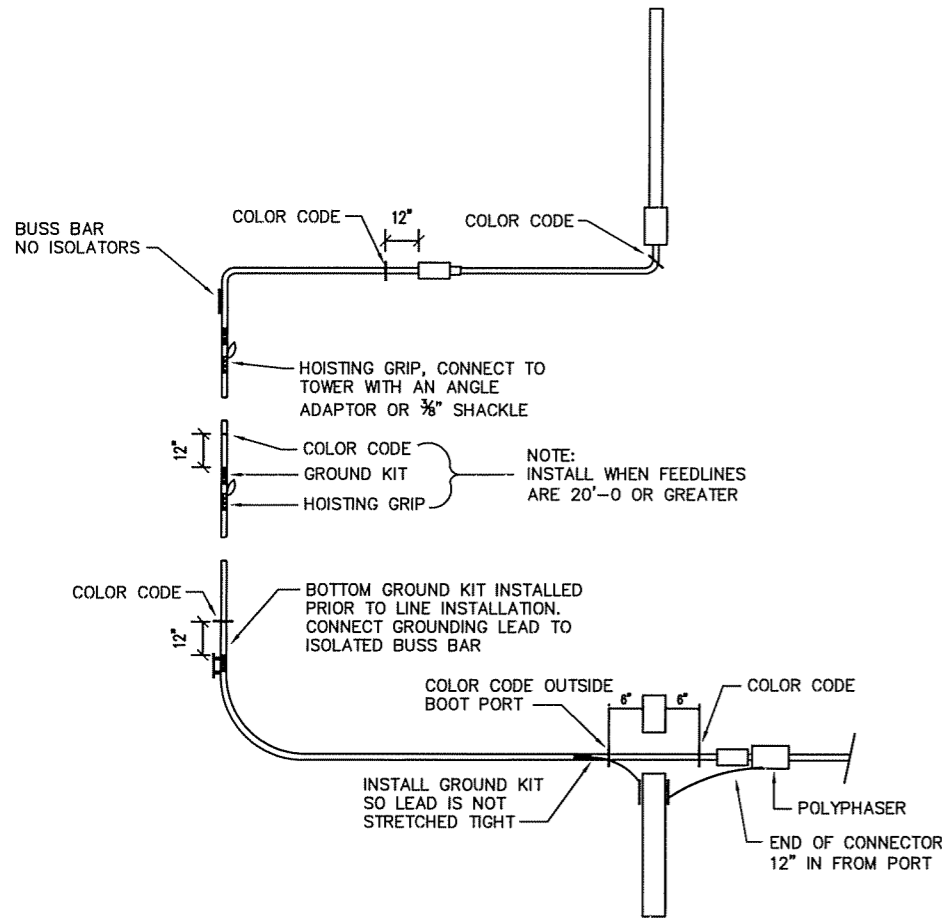 COLOR CODE
12"
COLOR CODE
BUSS BAR
NO ISOLATORS
HOISTING GRIP, CONNECT TO
TOWER WITH AN ANGLE
ADAPTOR OR ⅜" SHACKLE
12"
COLOR CODE
GROUND KIT
HOISTING GRIP
NOTE:
INSTALL WHEN FEEDLINES
ARE 20'-0 OR GREATER
COLOR CODE
12"
BOTTOM GROUND KIT INSTALLED
PRIOR TO LINE INSTALLATION.
CONNECT GROUNDING LEAD TO
ISOLATED BUSS BAR
COLOR CODE OUTSIDE
BOOT PORT
6"
6"
COLOR CODE
INSTALL GROUND KIT
SO LEAD IS NOT
STRETCHED TIGHT
POLYPHASER
END OF CONNECTOR
12" IN FROM PORT